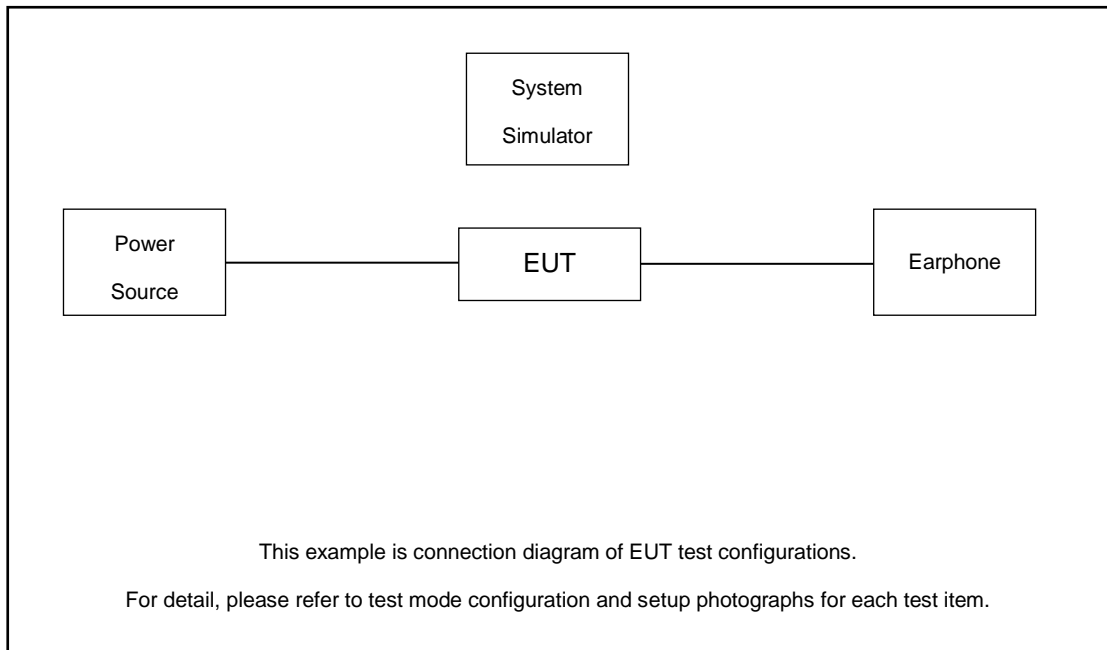 System
Simulator
Power
Source
EUT
Earphone
This example is connection diagram of EUT test configurations.
For detail, please refer to test mode configuration and setup photographs for each test item.